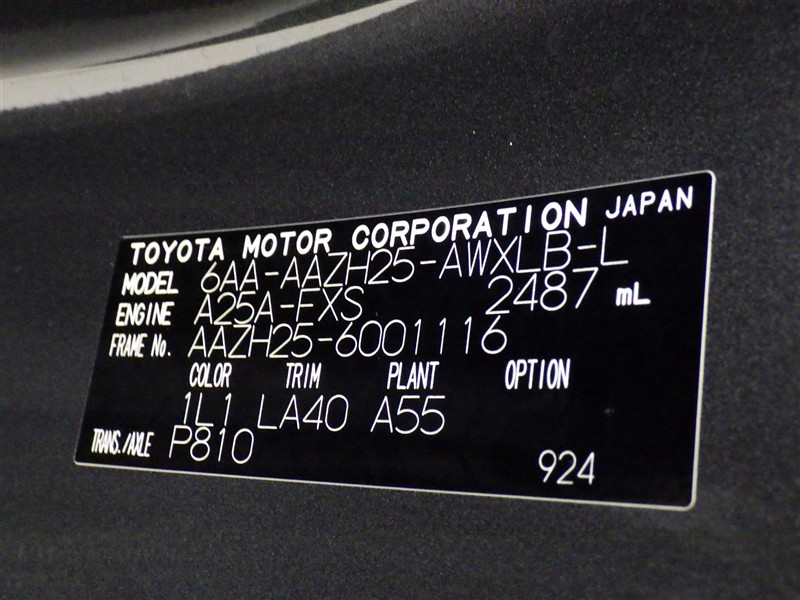 TOYOTA MOTOR CORPORATION JAPAN
MODEL 6AA-AAZH25-AWXLB-L
ENGINE A25A-FXS 2487 mL
FRAME No. AAZH25-6001116
COLOR TRIM PLANT OPTION
1L1 LA40 A55
TRANS./AXLE P810
924